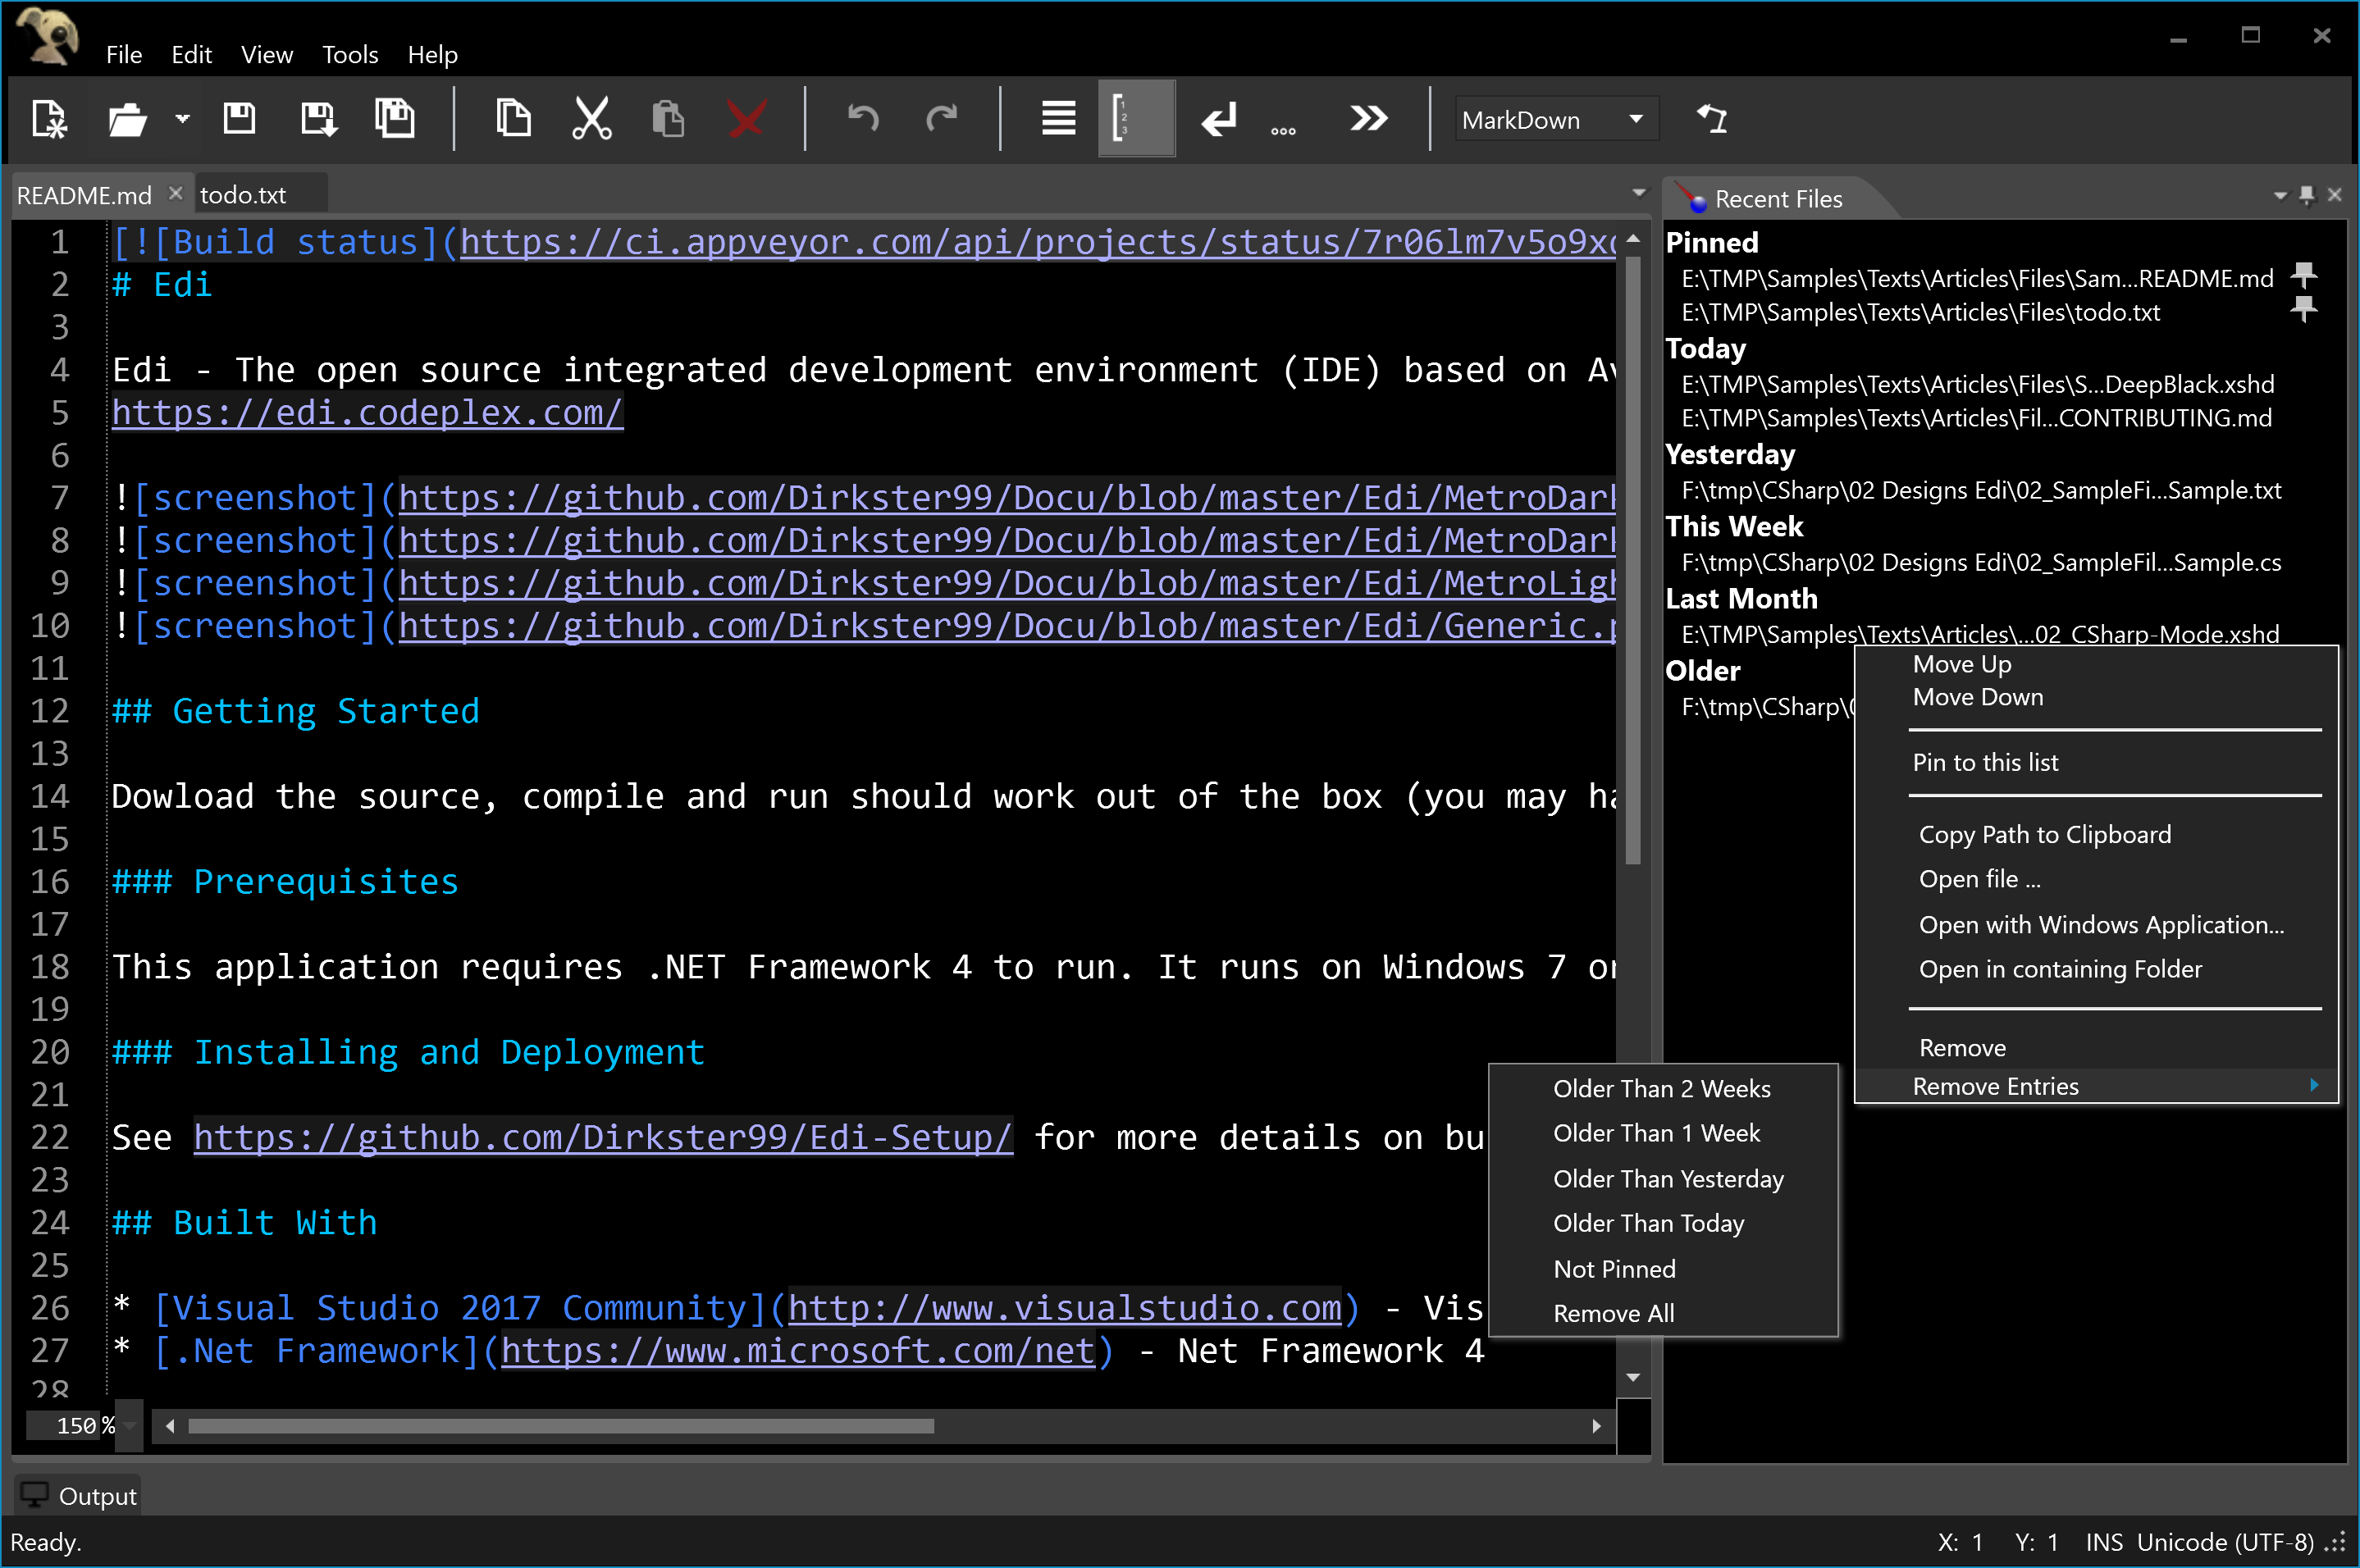 File Edit View Tools Help
MarkDown
README.md todo.txt
1 [![Build status](https://ci.appveyor.com/api/projects/status/7r06lm7v5o9x
2 # Edi
3
4 Edi - The open source integrated development environment (IDE) based on Av
5 https://edi.codeplex.com/
6
7 ![screenshot](https://github.com/Dirkster99/Docu/blob/master/Edi/MetroDark
8 ![screenshot](https://github.com/Dirkster99/Docu/blob/master/Edi/MetroDark
9 ![screenshot](https://github.com/Dirkster99/Docu/blob/master/Edi/MetroLigh
10 ![screenshot](https://github.com/Dirkster99/Docu/blob/master/Edi/Generic.p
11
12 ## Getting Started
13
14 Dowload the source, compile and run should work out of the box (you may ha
15
16 ### Prerequisites
17
18 This application requires .NET Framework 4 to run. It runs on Windows 7 or
19
20 ### Installing and Deployment
21
22 See https://github.com/Dirkster99/Edi-Setup/ for more details on bu
23
24 ## Built With
25
26 * [Visual Studio 2017 Community](http://www.visualstudio.com) - Vis
27 * [.Net Framework](https://www.microsoft.com/net) - Net Framework 4
28
150 %
Recent Files
Pinned
E:\TMP\Samples\Texts\Articles\Files\Sam...README.md
E:\TMP\Samples\Texts\Articles\Files\todo.txt
Today
E:\TMP\Samples\Texts\Articles\Files\S...DeepBlack.xshd
E:\TMP\Samples\Texts\Articles\Fil...CONTRIBUTING.md
Yesterday
F:\tmp\CSharp\02 Designs Edi\02_SampleFi...Sample.txt
This Week
F:\tmp\CSharp\02 Designs Edi\02_SampleFil...Sample.cs
Last Month
E:\TMP\Samples\Texts\Articles\...02_CSharp-Mode.xshd
Older
F:\tmp\CSharp\0
Move Up
Move Down
Pin to this list
Copy Path to Clipboard
Open file ...
Open with Windows Application...
Open in containing Folder
Remove
Remove Entries
Older Than 2 Weeks
Older Than 1 Week
Older Than Yesterday
Older Than Today
Not Pinned
Remove All
Output
Ready.
X: 1 Y: 1 INS Unicode (UTF-8)